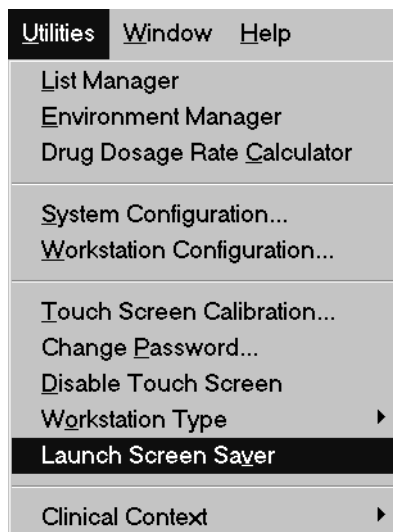 Utilities Window Help
List Manager
Environment Manager
Drug Dosage Rate Calculator
System Configuration...
Workstation Configuration...
Touch Screen Calibration...
Change Password...
Disable Touch Screen
Workstation Type
Launch Screen Saver
Clinical Context